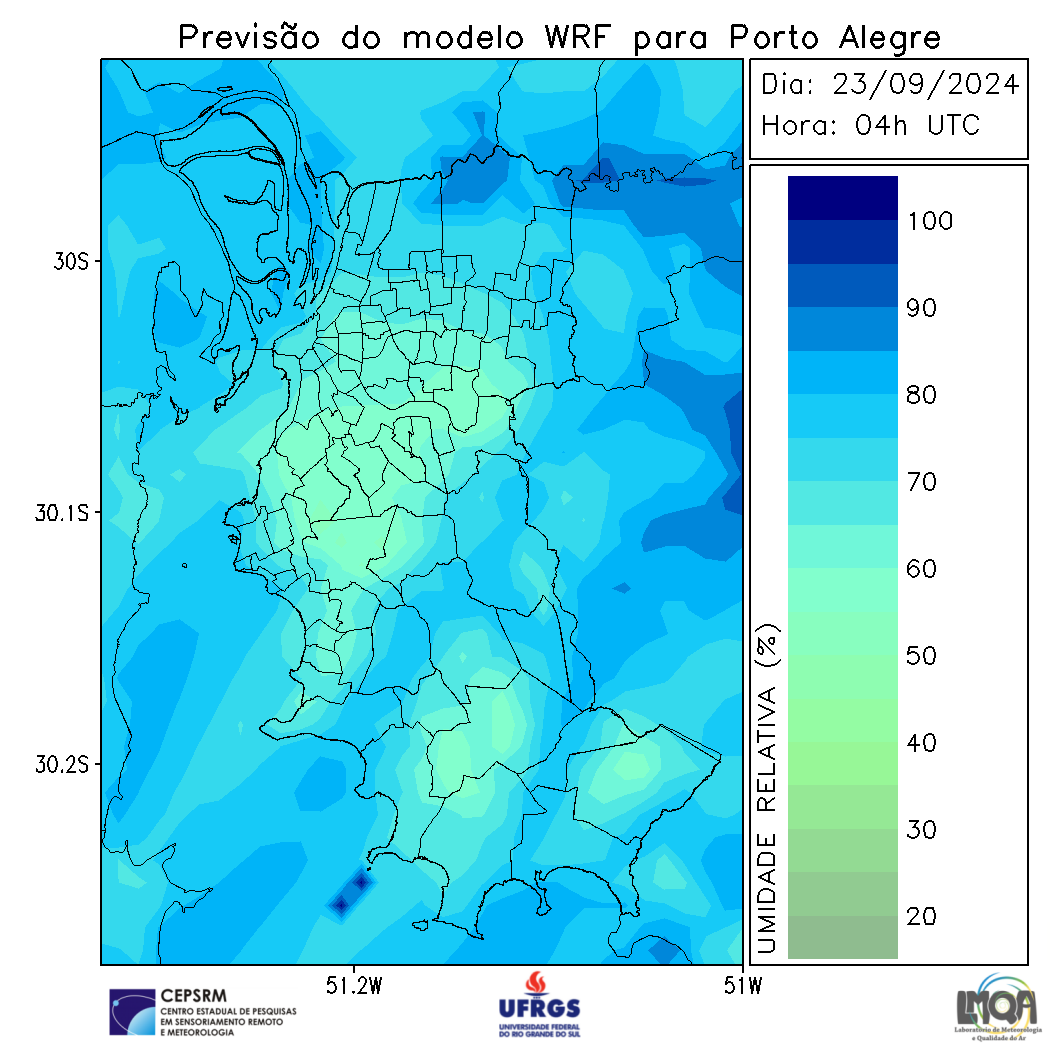 Previsão do modelo WRF para Porto Alegre
Dia: 23/09/2024
Hora: 04h UTC
30S
30.1S
30.2S
51.2W
51W
100
90
80
70
60
50
40
30
20
UMIDADE RELATIVA (%)
CEPSRM
CENTRO ESTADUAL DE PESQUISAS
EM SENSORIAMENTO REMOTO
E METEOROLOGIA
UFRGS
UNIVERSIDADE FEDERAL
DO RIO GRANDE DO SUL
LMQA
Laboratório de Meteorologia
e Qualidade do Ar